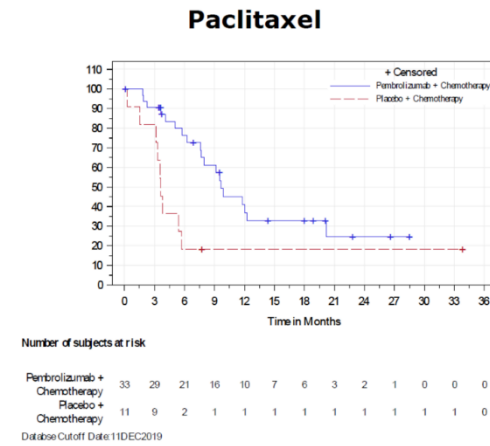 Paclitaxel
+ Censored
Pembrolizumab + Chemotherapy
Placebo + Chemotherapy
110
100
90
80
70
60
50
40
30
20
10
0
0 3 6 9 12 15 18 21 24 27 30 33 36
Time in Months
Number of subjects at risk
Pembrolizumab +
Chemotherapy 33 29 21 16 10 7 6 3 2 1 0 0 0
Placebo +
Chemotherapy 11 9 2 1 1 1 1 1 1 1 1 1 0
Databse Cutoff Date:11DEC2019